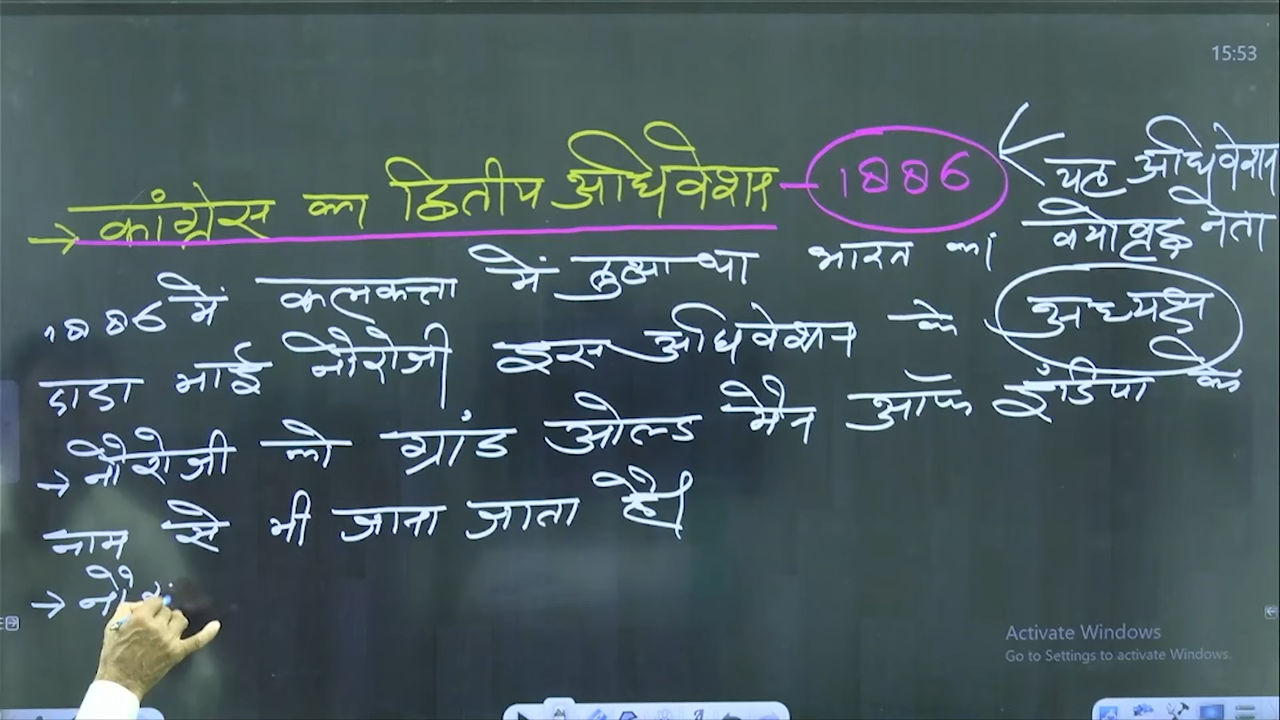 15:53
→ कांग्रेस का द्वितीय अधिवेशन - 1886
← यह अधिवेशन
1886 में कलकत्ता में हुआ था भारत का वयोवृद्ध नेता
दादा भाई नौरोजी इस अधिवेशन के अध्यक्ष
→ नौरोजी को ग्रांड ओल्ड मैन ऑफ इंडिया के
नाम से भी जाना जाता है।
→
Activate Windows
Go to Settings to activate Windows.